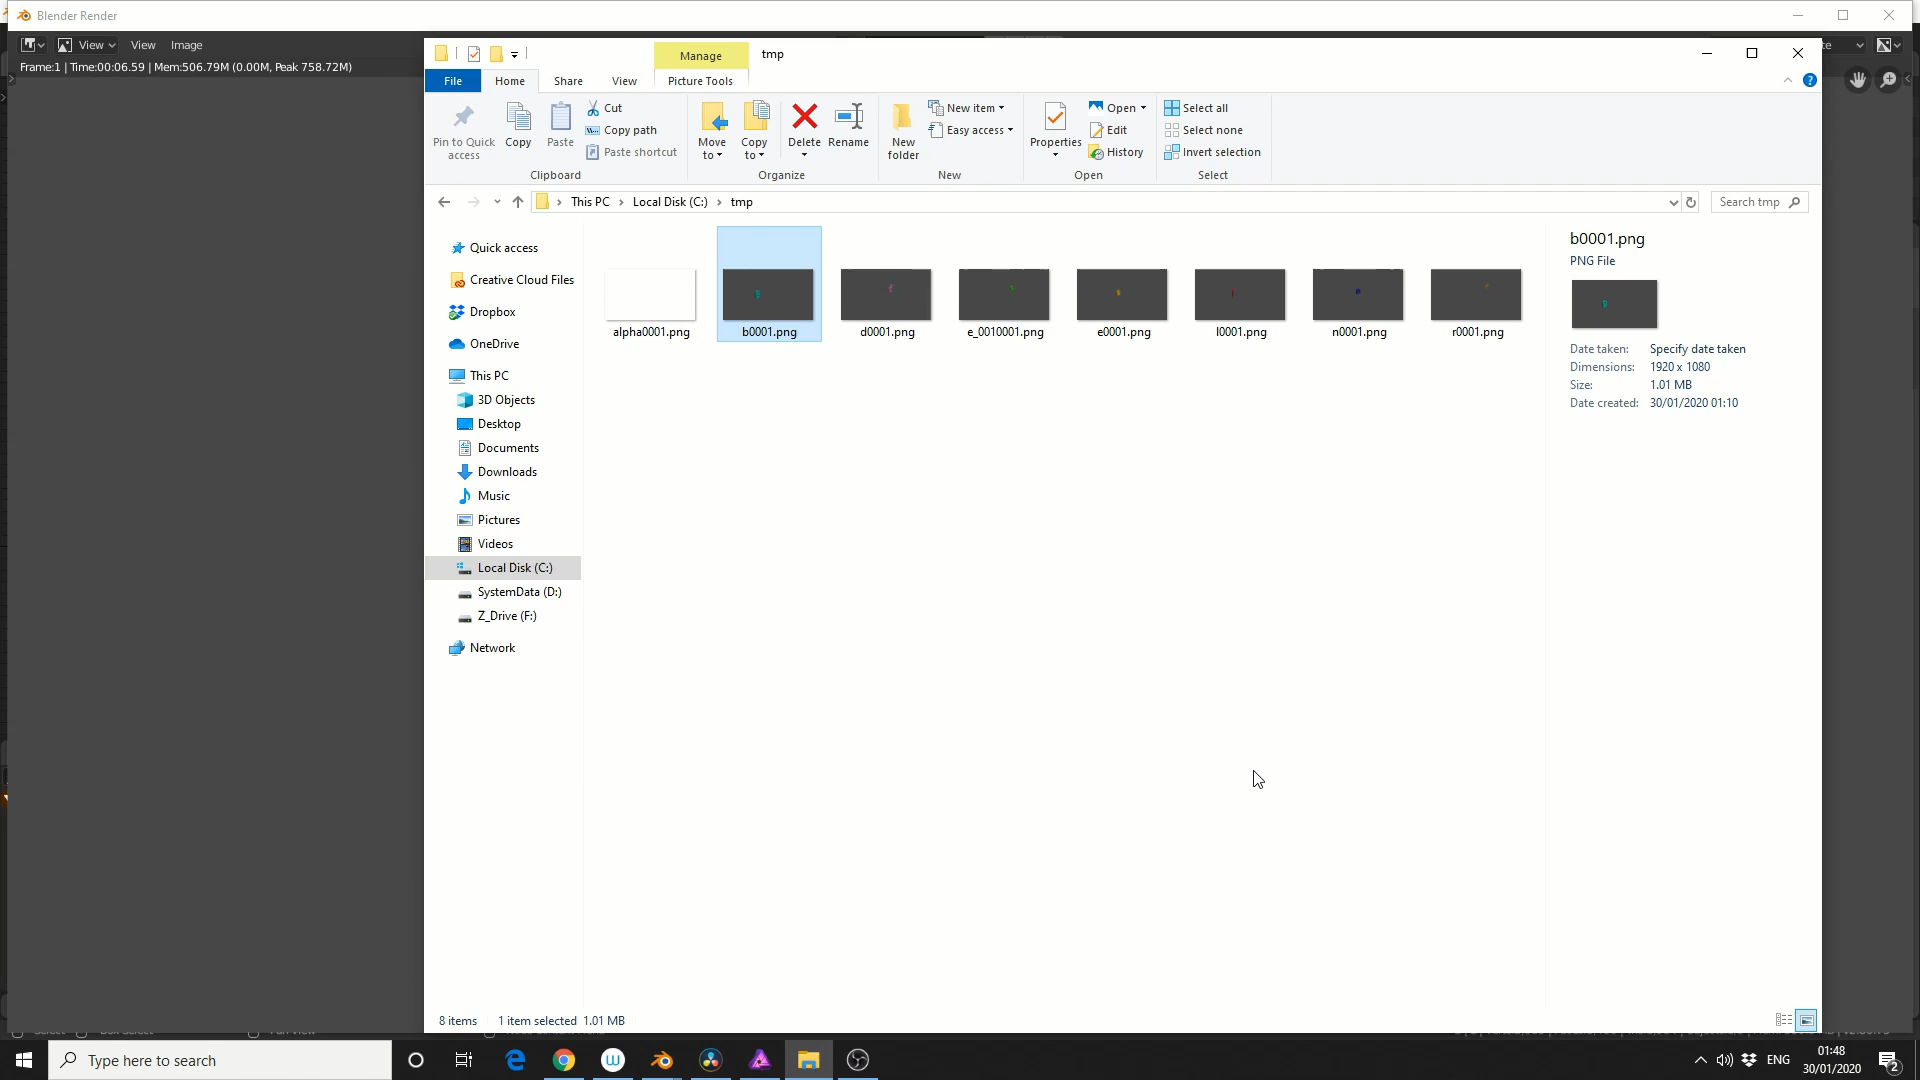 Blender Render
View View Image
Frame:1 | Time:00:06.59 | Mem:506.79M (0.00M, Peak 758.72M)
Manage tmp
File Home Share View Picture Tools
Pin to Quick access
Copy
Paste
Cut
Copy path
Paste shortcut
Clipboard
Move to
Copy to
Delete
Rename
Organize
New folder
New item
Easy access
New
Properties
Open
Edit
History
Open
Select all
Select none
Invert selection
Select
This PC › Local Disk (C:) › tmp
Search tmp
Quick access
Creative Cloud Files
Dropbox
OneDrive
This PC
3D Objects
Desktop
Documents
Downloads
Music
Pictures
Videos
Local Disk (C:)
SystemData (D:)
Z_Drive (F:)
Network
alpha0001.png
b0001.png
d0001.png
e_0010001.png
e0001.png
l0001.png
n0001.png
r0001.png
b0001.png
PNG File
Date taken: Specify date taken
Dimensions: 1920 x 1080
Size: 1.01 MB
Date created: 30/01/2020 01:10
8 items 1 item selected 1.01 MB
Type here to search
ENG
01:48
30/01/2020
2